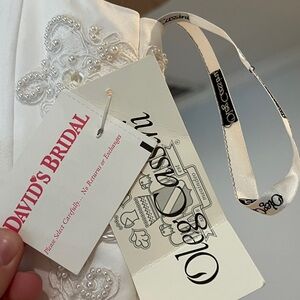 DAVID'S BRIDAL
Please Select Carefully... No Returns or Exchanges
Oleg Cassini
Oleg Cassini
Cassini
Oleg